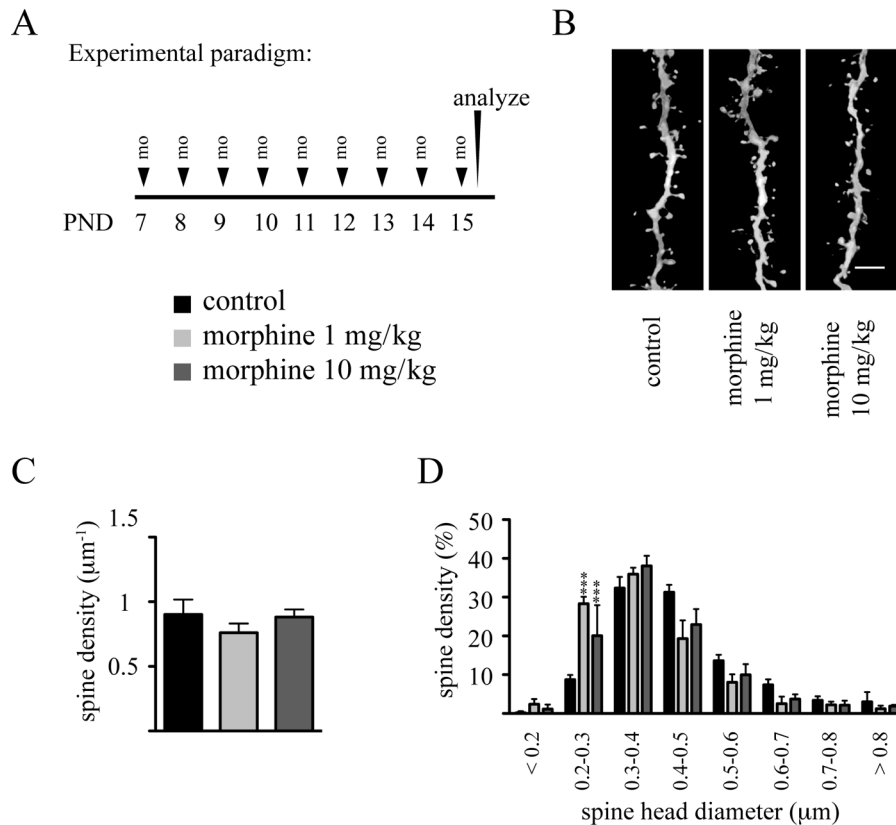 A
Experimental paradigm:
analyze
mo mo mo mo mo mo mo mo mo
PND 7 8 9 10 11 12 13 14 15
control
morphine 1 mg/kg
morphine 10 mg/kg
B
control
morphine
1 mg/kg
morphine
10 mg/kg
C
spine density (μm⁻¹)
1.5
1
0.5
D
spine density (%)
50
40
30
20
10
*** ***
< 0.2
0.2-0.3
0.3-0.4
0.4-0.5
0.5-0.6
0.6-0.7
0.7-0.8
> 0.8
spine head diameter (μm)